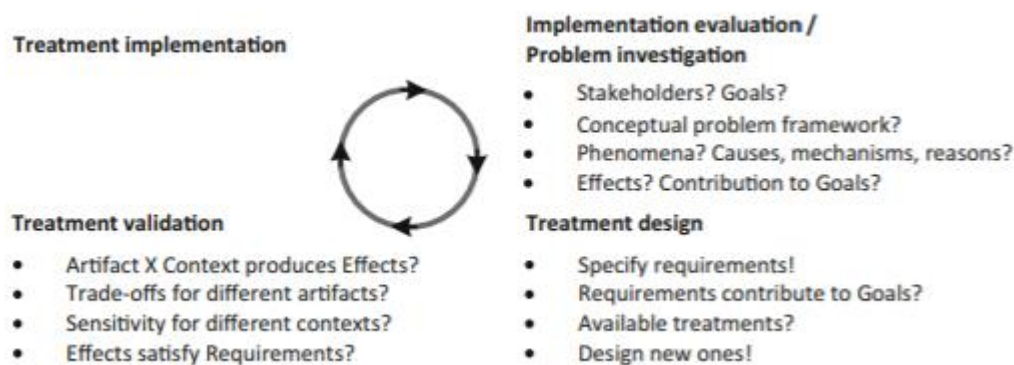 Treatment implementation
Implementation evaluation /
Problem investigation
• Stakeholders? Goals?
• Conceptual problem framework?
• Phenomena? Causes, mechanisms, reasons?
• Effects? Contribution to Goals?
Treatment validation
• Artifact X Context produces Effects?
• Trade-offs for different artifacts?
• Sensitivity for different contexts?
• Effects satisfy Requirements?
Treatment design
• Specify requirements!
• Requirements contribute to Goals?
• Available treatments?
• Design new ones!